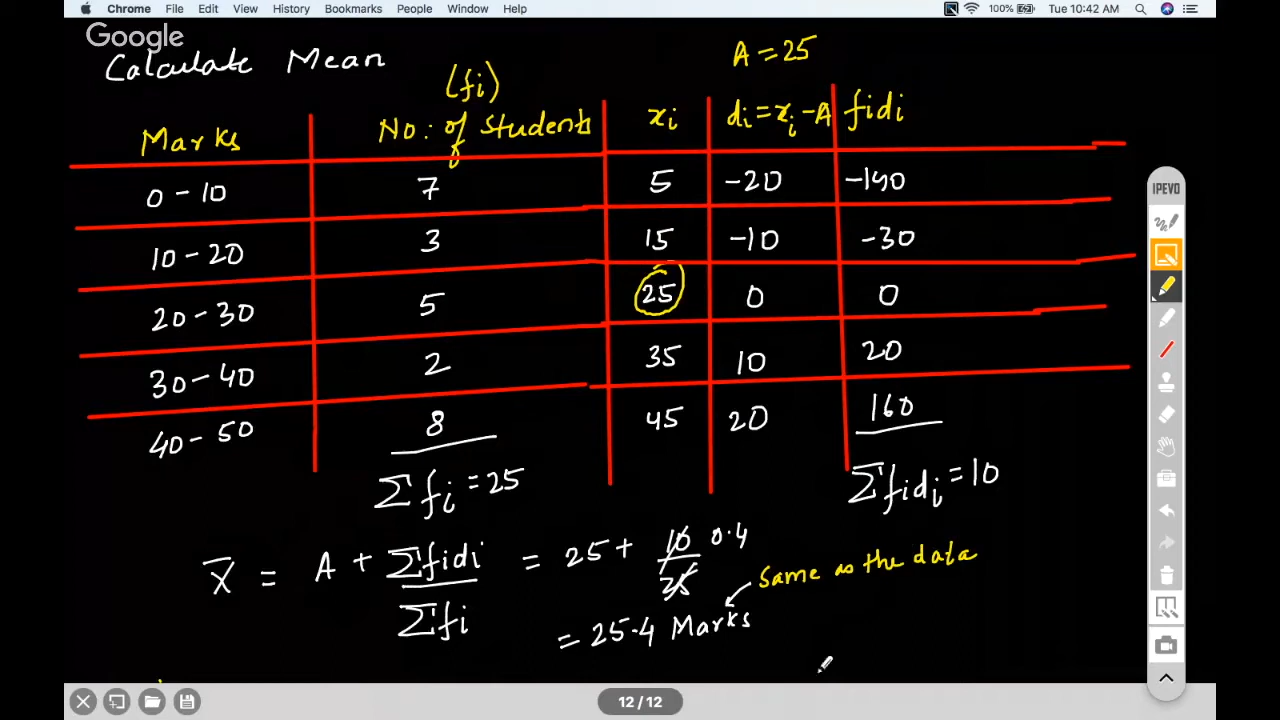 Chrome File Edit View History Bookmarks People Window Help 100% Tue 10:42 AM
Google
Calculate Mean
A = 25
(fi)
Marks No: of Students xi di = xi - A fidi
0 - 10 7 5 -20 -140
10 - 20 3 15 -10 -30
20 - 30 5 25 0 0
30 - 40 2 35 10 20
40 - 50 8 45 20 160
Σfi = 25 Σfidi = 10
X̄ = A + Σfidi / Σfi = 25 + 10/25 0.4
Same as the data
= 25.4 Marks
IPEVO
12 / 12